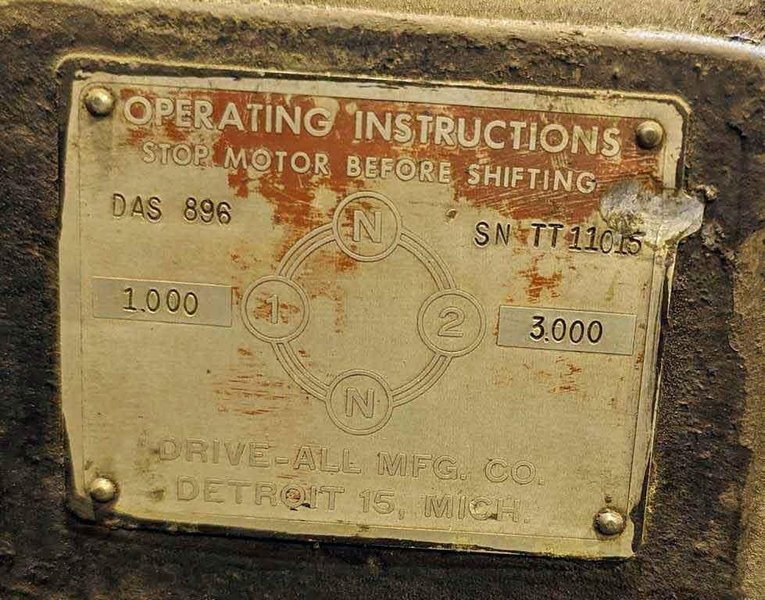 OPERATING INSTRUCTIONS
STOP MOTOR BEFORE SHIFTING
DAS 896
N
SN TT11015
1.000
1
2
3.000
N
DRIVE-ALL MFG. CO
DETROIT 15, MICH.